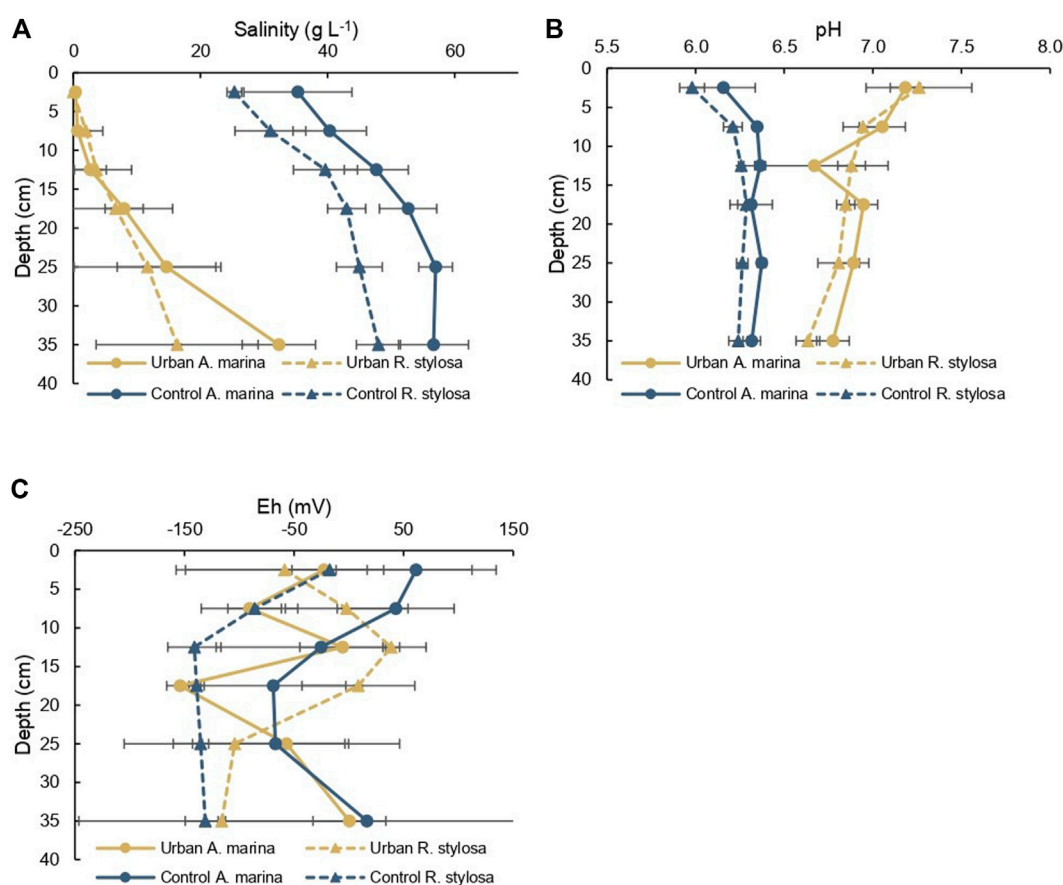 A
Salinity (g L⁻¹)
0 20 40 60
Depth (cm)
0
5
10
15
20
25
30
35
40
Urban A. marina Urban R. stylosa
Control A. marina Control R. stylosa
B
pH
5.5 6.0 6.5 7.0 7.5 8.0
Depth (cm)
0
5
10
15
20
25
30
35
40
Urban A. marina Urban R. stylosa
Control A. marina Control R. stylosa
C
Eh (mV)
-250 -150 -50 50 150
Depth (cm)
0
5
10
15
20
25
30
35
40
Urban A. marina Urban R. stylosa
Control A. marina Control R. stylosa